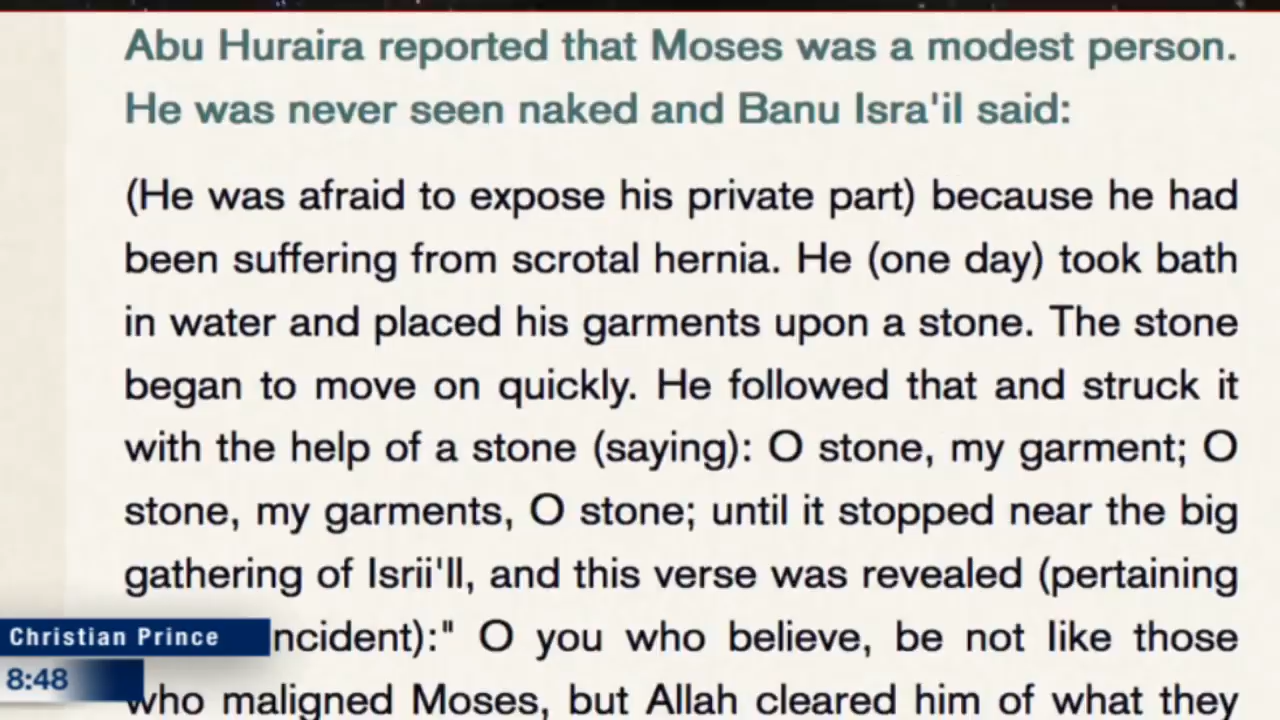 Abu Huraira reported that Moses was a modest person.
He was never seen naked and Banu Isra'il said:
(He was afraid to expose his private part) because he had
been suffering from scrotal hernia. He (one day) took bath
in water and placed his garments upon a stone. The stone
began to move on quickly. He followed that and struck it
with the help of a stone (saying): O stone, my garment; O
stone, my garments, O stone; until it stopped near the big
gathering of Isrii'll, and this verse was revealed (pertaining
ncident):" O you who believe, be not like those
who maligned Moses, but Allah cleared him of what they
Christian Prince
8:48